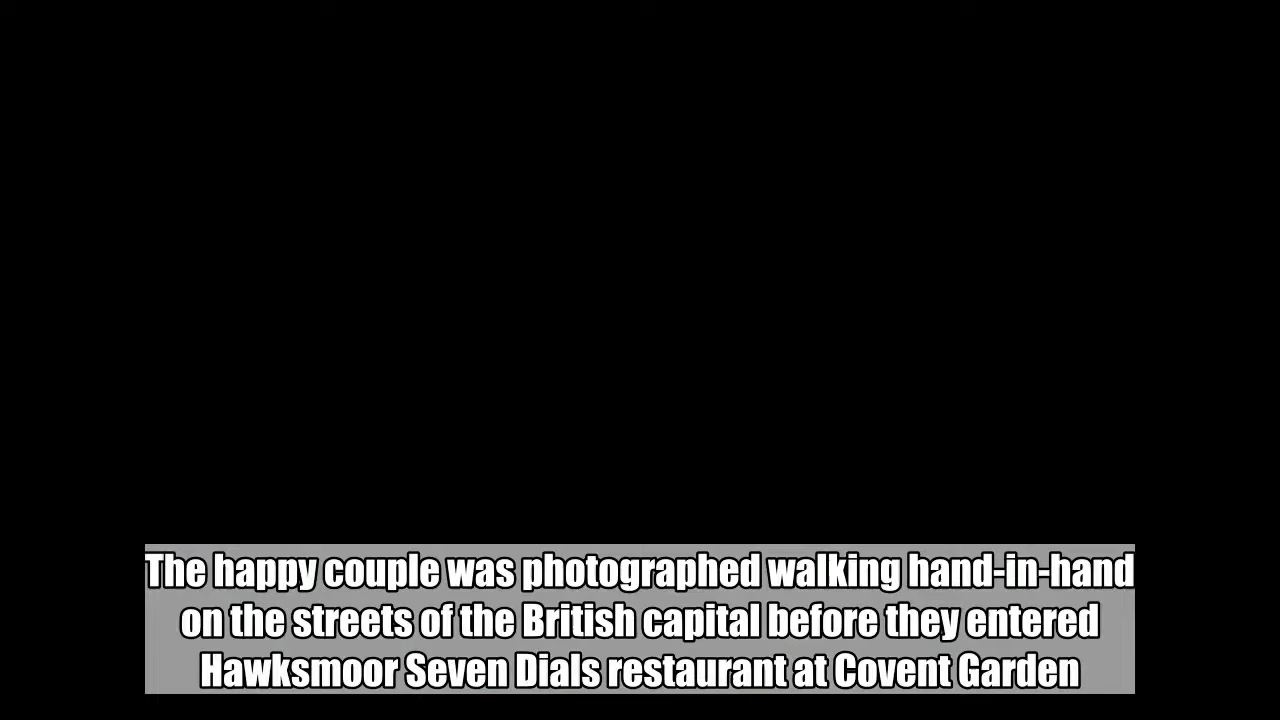 The happy couple was photographed walking hand-in-hand
on the streets of the British capital before they entered
Hawksmoor Seven Dials restaurant at Covent Garden